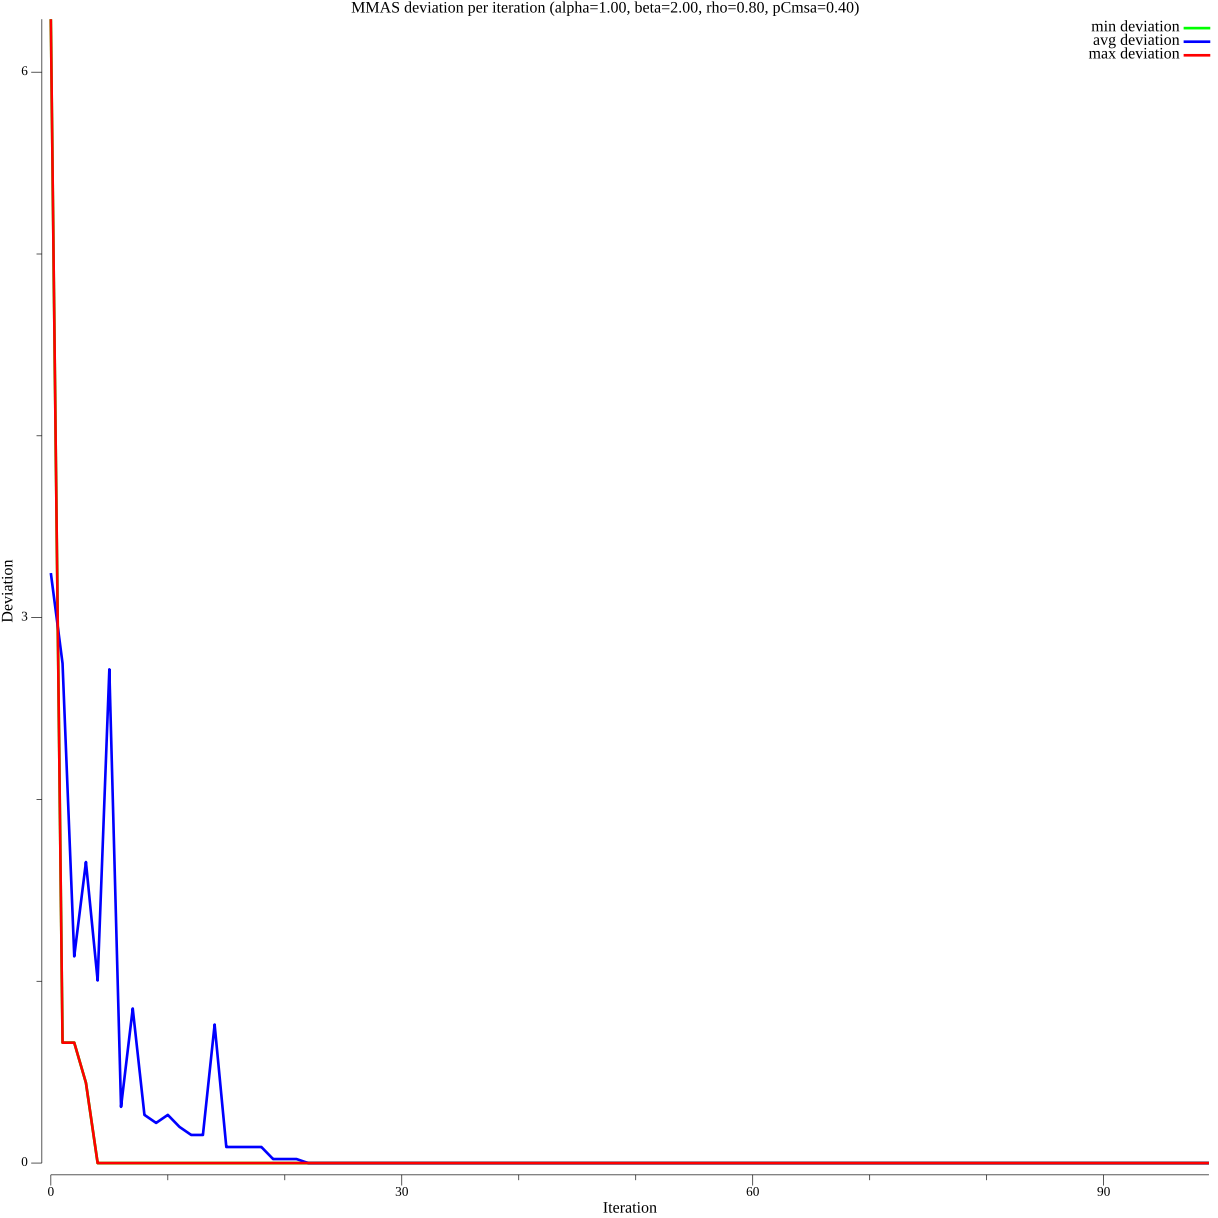 MMAS deviation per iteration (alpha=1.00, beta=2.00, rho=0.80, pCmsa=0.40)
min deviation
avg deviation
max deviation
6
3
0
Deviation
0 30 60 90
Iteration